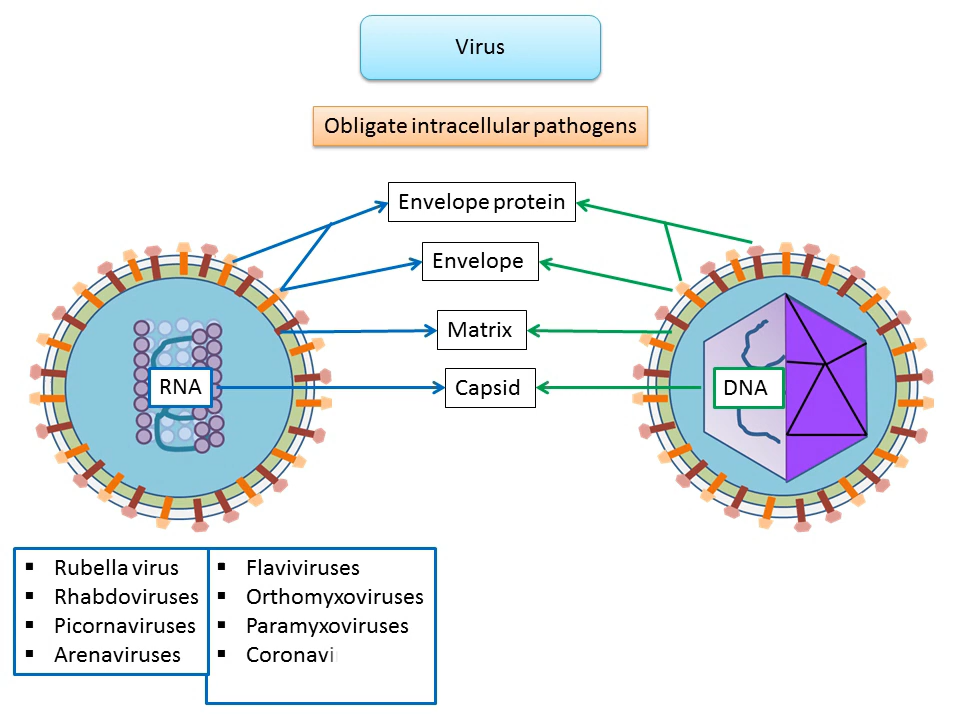 Virus
Obligate intracellular pathogens
Envelope protein
Envelope
Matrix
Capsid
RNA
DNA
▪ Rubella virus
▪ Rhabdoviruses
▪ Picornaviruses
▪ Arenaviruses
▪ Flaviviruses
▪ Orthomyxoviruses
▪ Paramyxoviruses
▪ Coronavi